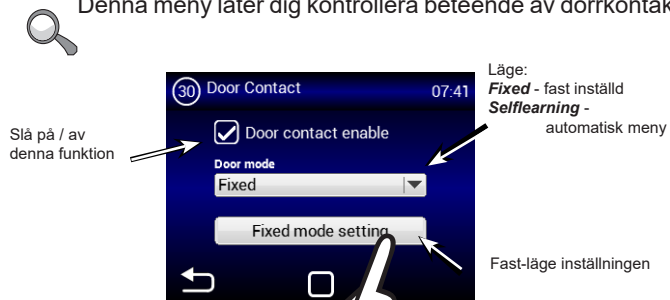 Denna meny låter dig kontrollera beteende av dörrkontakt
Läge:
Fixed - fast inställd
Selflearning -
automatisk meny
30 Door Contact 07:41
Slå på / av
denna funktion
Door contact enable
Door mode
Fixed
Fixed mode setting
Fast-läge inställningen